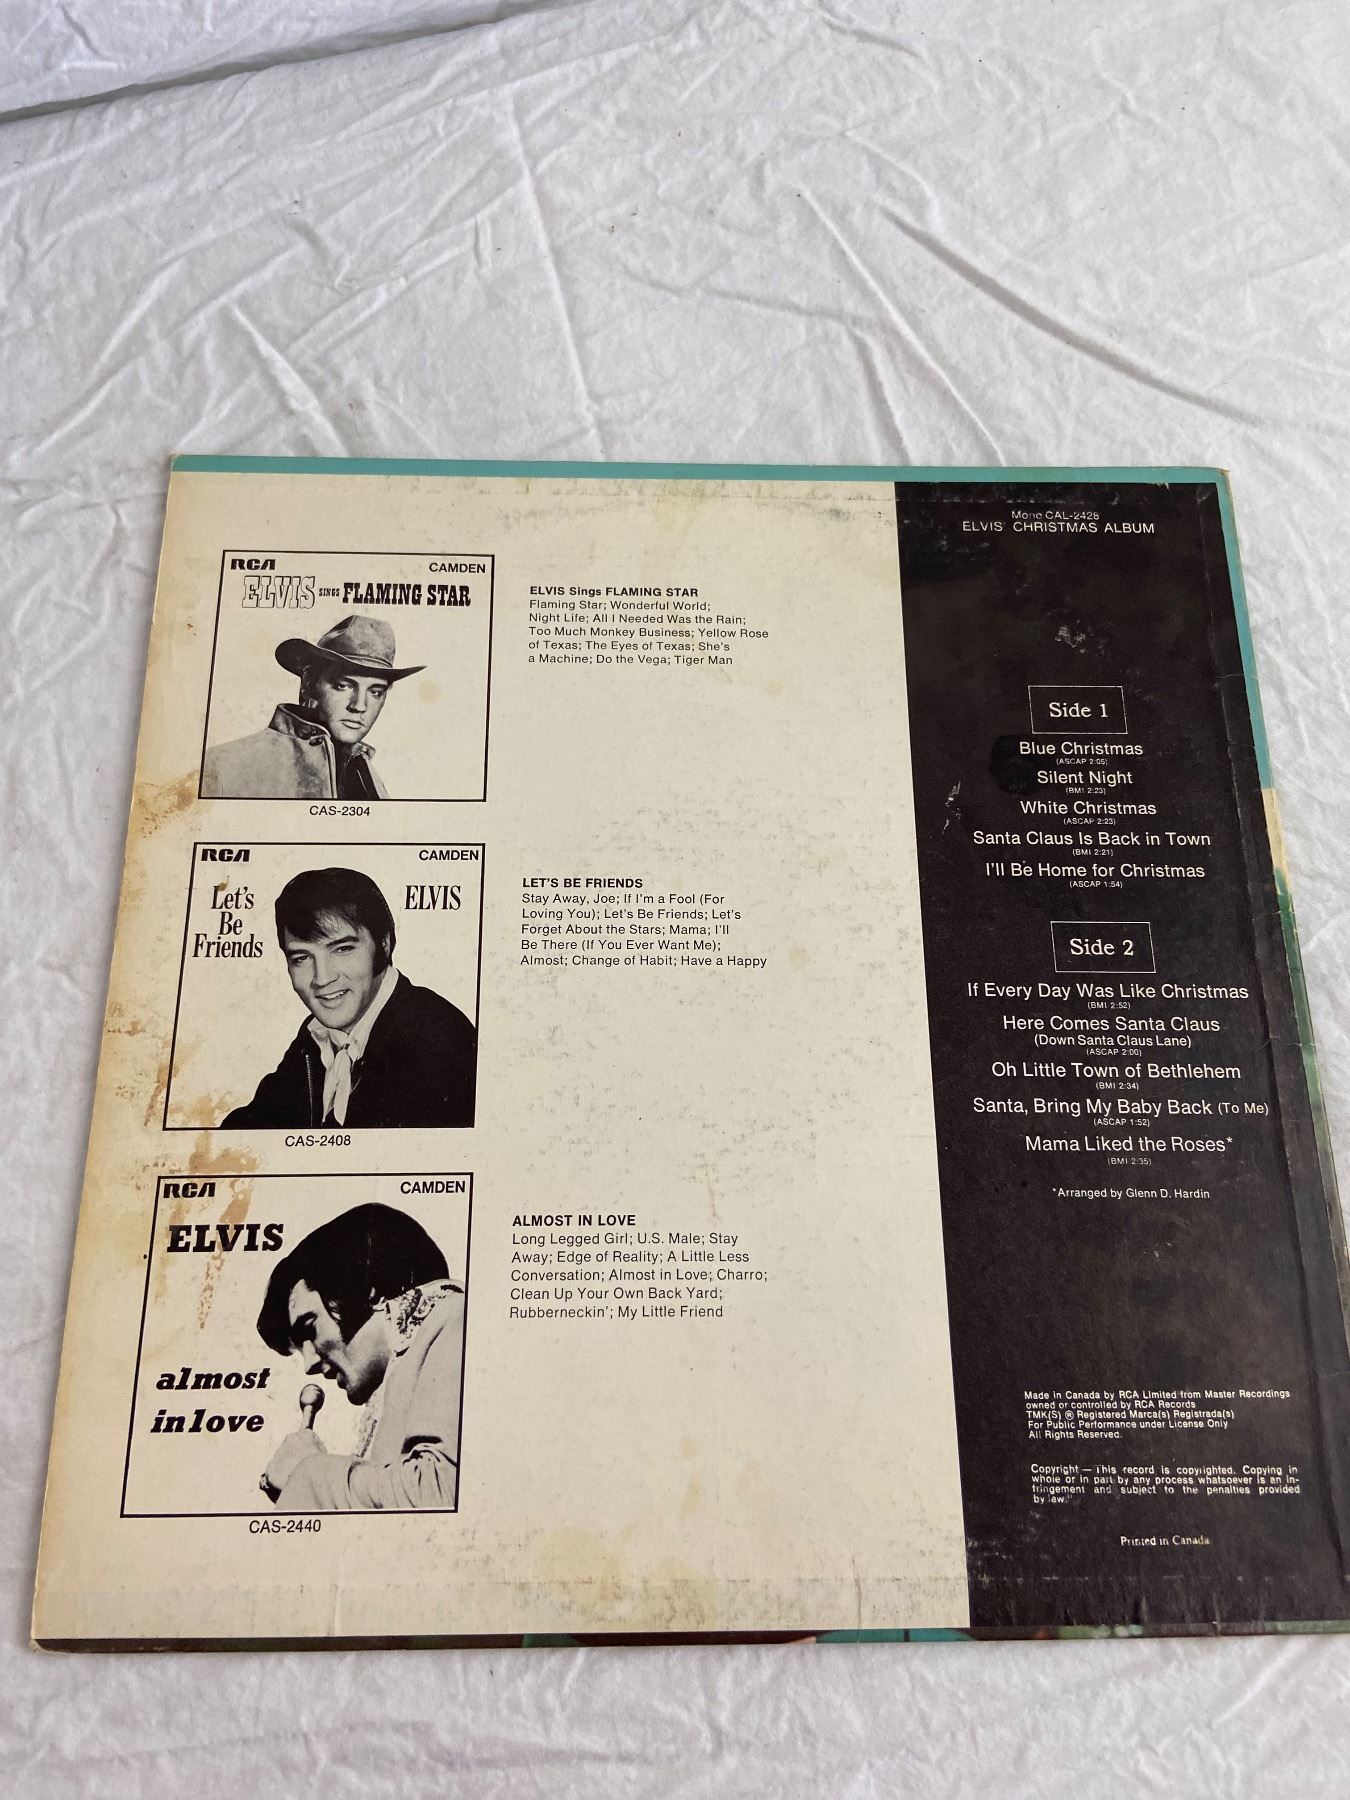 RCA CAMDEN
ELVIS SINGS FLAMING STAR
CAS-2304
ELVIS Sings FLAMING STAR
Flaming Star; Wonderful World;
Night Life; All I Needed Was the Rain;
Too Much Monkey Business; Yellow Rose
of Texas; The Eyes of Texas; She's
a Machine; Do the Vega; Tiger Man
RCA CAMDEN
Let's
Be
Friends
ELVIS
CAS-2408
LET'S BE FRIENDS
Stay Away, Joe; If I'm a Fool (For
Loving You); Let's Be Friends; Let's
Forget About the Stars; Mama; I'll
Be There (If You Ever Want Me);
Almost; Change of Habit; Have a Happy
RCA CAMDEN
ELVIS
almost
in love
CAS-2440
ALMOST IN LOVE
Long Legged Girl; U.S. Male; Stay
Away; Edge of Reality; A Little Less
Conversation; Almost in Love; Charro;
Clean Up Your Own Back Yard;
Rubberneckin'; My Little Friend
Mono CAL-2428
ELVIS' CHRISTMAS ALBUM
Side 1
Blue Christmas
(ASCAP 2:05)
Silent Night
(BMI 2:23)
White Christmas
(ASCAP 2:23)
Santa Claus Is Back in Town
(BMI 2:21)
I'll Be Home for Christmas
(ASCAP 1:54)
Side 2
If Every Day Was Like Christmas
(BMI 2:52)
Here Comes Santa Claus
(Down Santa Claus Lane)
(ASCAP 2:00)
Oh Little Town of Bethlehem
(BMI 2:34)
Santa, Bring My Baby Back (To Me)
(ASCAP 1:52)
Mama Liked the Roses*
(BMI 2:35)
*Arranged by Glenn D. Hardin
Made in Canada by RCA Limited from Master Recordings
owned or controlled by RCA Records
TMK(S) ® Registered Marca(s) Registrada(s)
For Public Performance under License Only
All Rights Reserved.
Copyright — This record is copyrighted. Copying in
whole or in part by any process whatsoever is an in-
fringement and subject to the penalties provided
by law."
Printed in Canada